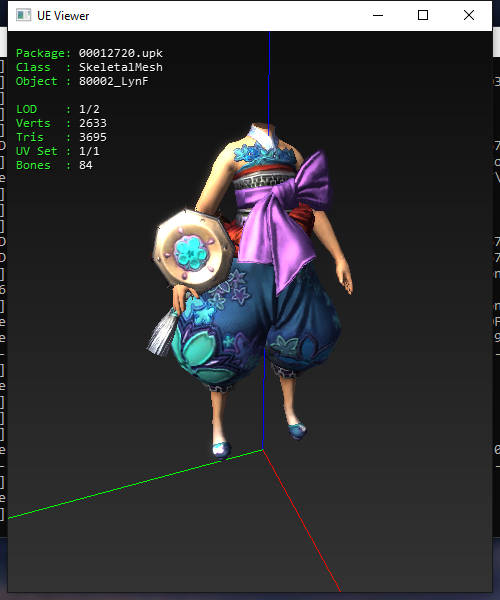 UE Viewer
Package: 00012720.upk
Class  : SkeletalMesh
Object : 80002_LynF
LOD    : 1/2
Verts  : 2633
Tris   : 3695
UV Set : 1/1
Bones  : 84